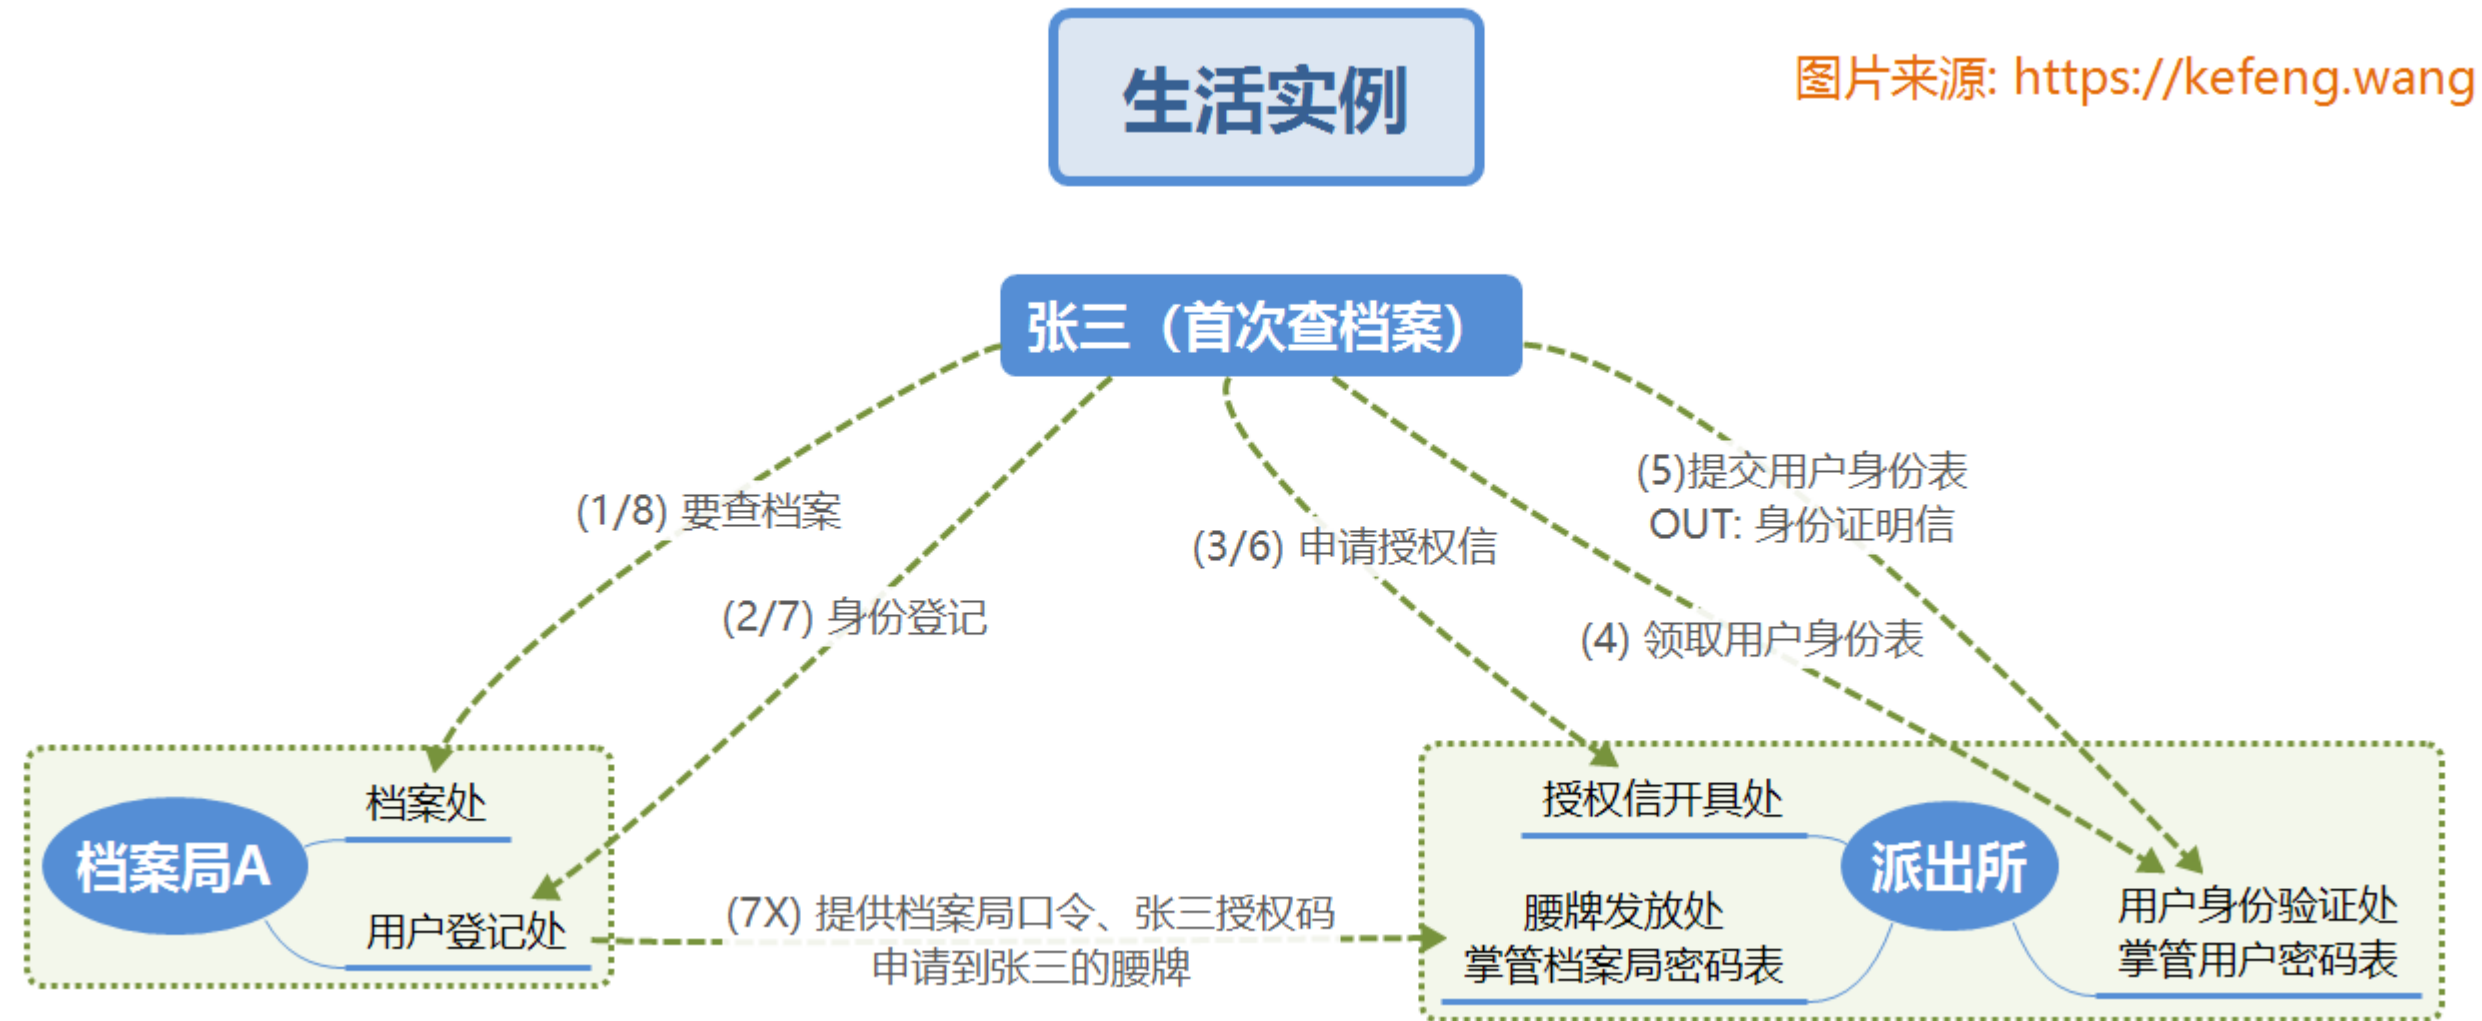 生活实例
图片来源: https://kefeng.wang
张三（首次查档案）
(1/8) 要查档案
(2/7) 身份登记
(3/6) 申请授权信
(5)提交用户身份表
OUT: 身份证明信
(4) 领取用户身份表
档案局A
档案处
用户登记处
(7X) 提供档案局口令、张三授权码
申请到张三的腰牌
授权信开具处
派出所
腰牌发放处
掌管档案局密码表
用户身份验证处
掌管用户密码表